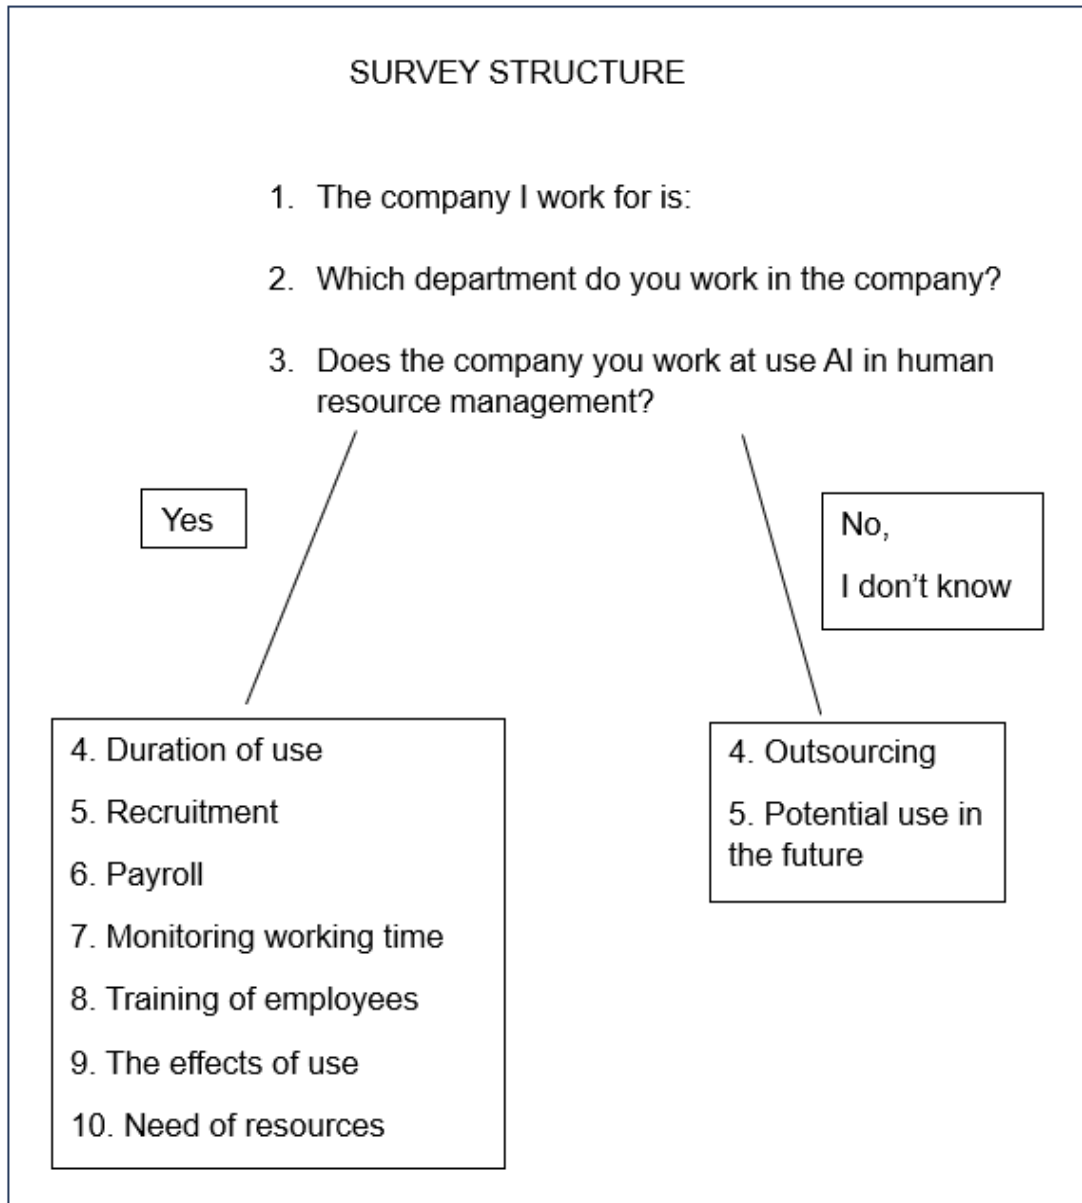 SURVEY STRUCTURE
1. The company I work for is:
2. Which department do you work in the company?
3. Does the company you work at use AI in human
resource management?
Yes
No,
I don’t know
4. Duration of use
5. Recruitment
6. Payroll
7. Monitoring working time
8. Training of employees
9. The effects of use
10. Need of resources
4. Outsourcing
5. Potential use in
the future